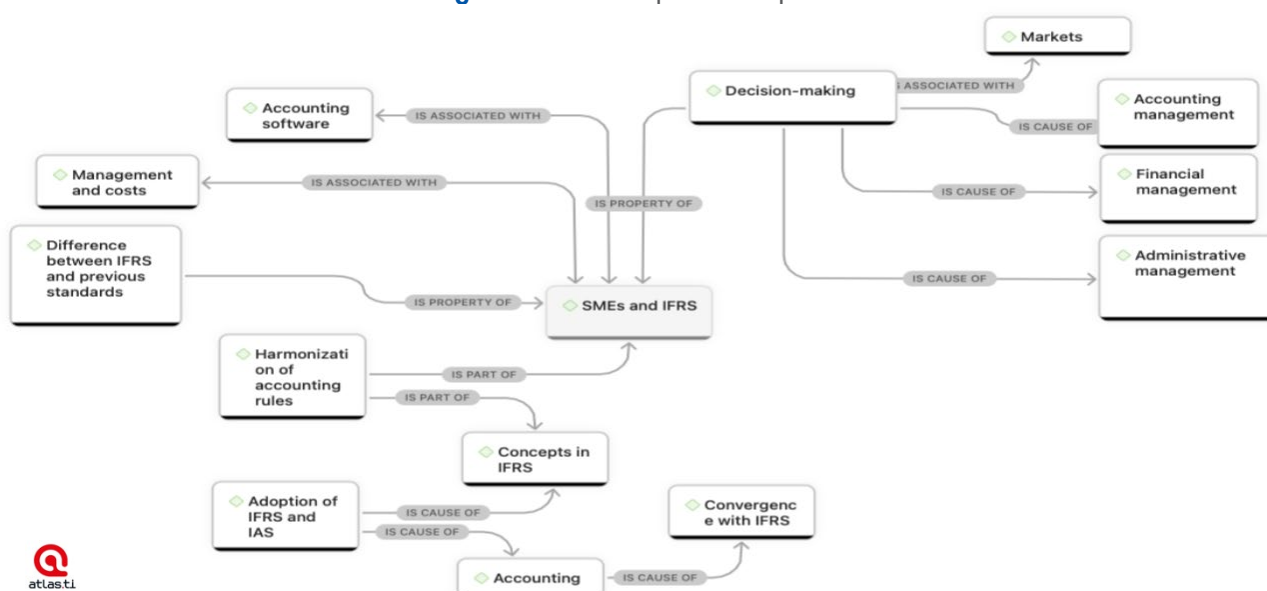 Markets
IS ASSOCIATED WITH
Decision-making
Accounting
management
IS CAUSE OF
Accounting
software
IS ASSOCIATED WITH
Management
and costs
IS ASSOCIATED WITH
Financial
management
IS CAUSE OF
IS PROPERTY OF
Difference
between IFRS
and previous
standards
IS PROPERTY OF
Administrative
management
IS CAUSE OF
SMEs and IFRS
Harmonizati
on of
accounting
rules
IS PART OF
IS PART OF
Concepts in
IFRS
Adoption of
IFRS and
IAS
IS CAUSE OF
IS CAUSE OF
Convergenc
e with IFRS
Accounting
IS CAUSE OF
atlas.ti